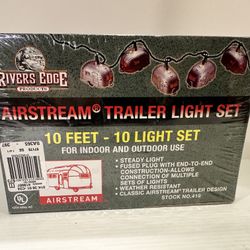 RIVERS EDGE
PRODUCTS
AIRSTREAM® TRAILER LIGHT SET
10 FEET - 10 LIGHT SET
FOR INDOOR AND OUTDOOR USE
• STEADY LIGHT
• FUSED PLUG WITH END-TO-END
CONSTRUCTION-ALLOWS
CONNECTION OF MULTIPLE
SETS OF LIGHTS
• WEATHER RESISTANT
• CLASSIC AIRSTREAM® TRAILER DESIGN
STOCK NO.419
UL
AIRSTREAM